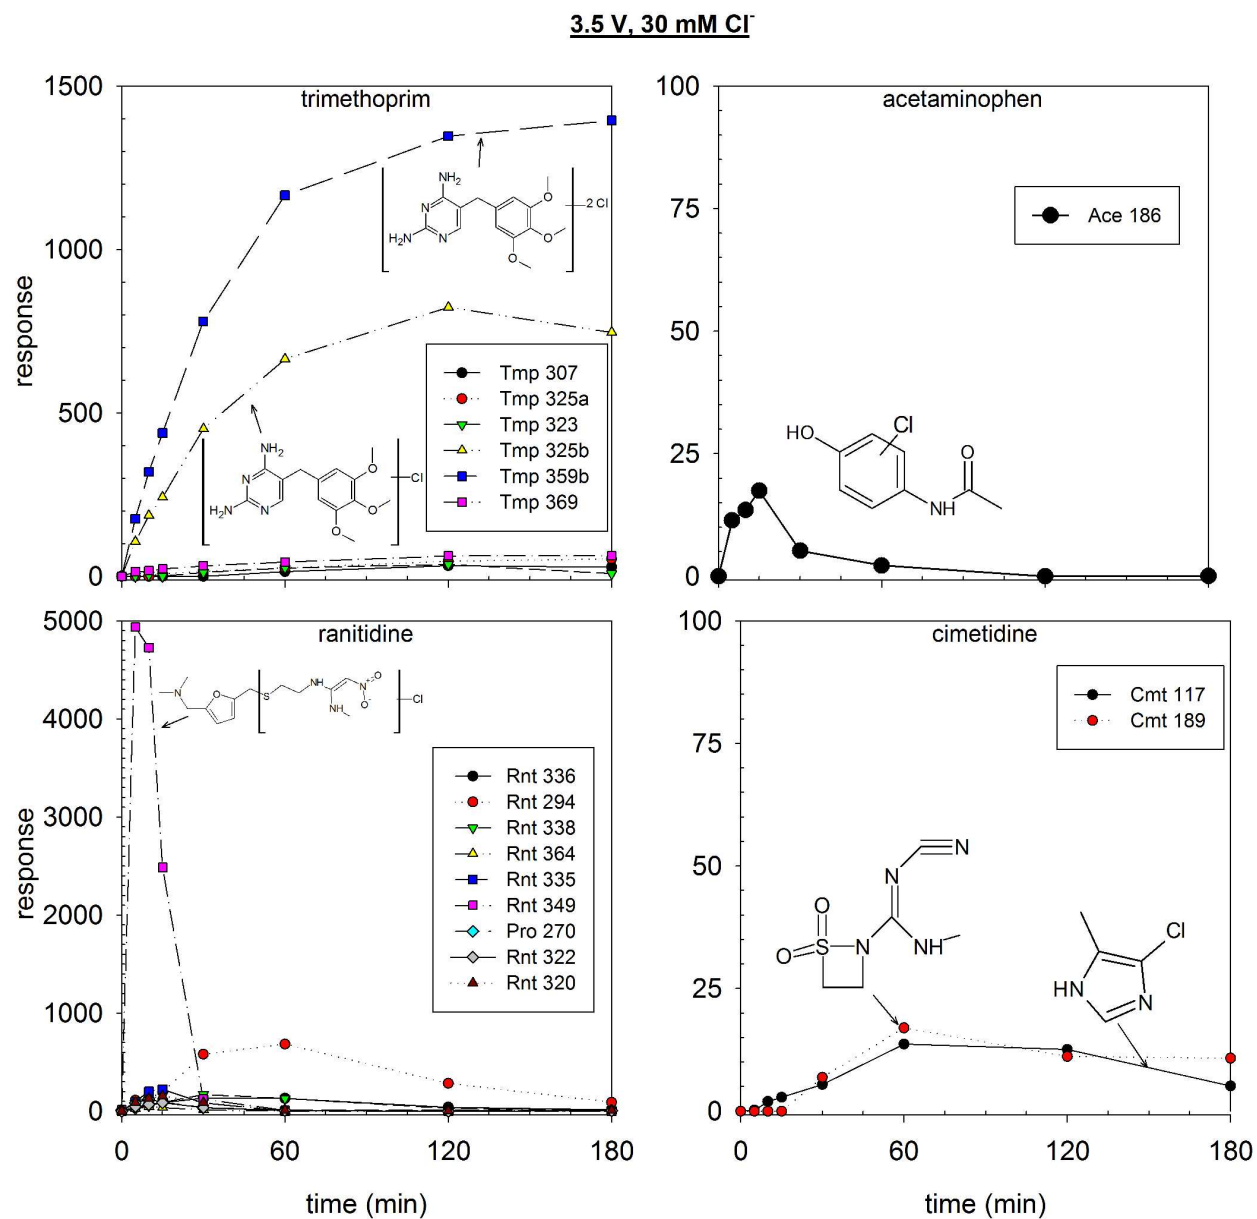 3.5 V, 30 mM Cl-
trimethoprim
response
1500
1000
500
0
NH2
N
N
H2N
O
O
O
2 Cl
NH2
N
N
H2N
O
O
O
Cl
Tmp 307
Tmp 325a
Tmp 323
Tmp 325b
Tmp 359b
Tmp 369
acetaminophen
100
75
50
25
0
Ace 186
HO
Cl
O
NH
ranitidine
response
5000
4000
3000
2000
1000
0
N
O
S
NH
NH
N+
O
O-
Cl
Rnt 336
Rnt 294
Rnt 338
Rnt 364
Rnt 335
Rnt 349
Pro 270
Rnt 322
Rnt 320
0
60
120
180
time (min)
cimetidine
100
75
50
25
0
Cmt 117
Cmt 189
N
N
O
S
O
N
NH
Cl
HN
N
0
60
120
180
time (min)